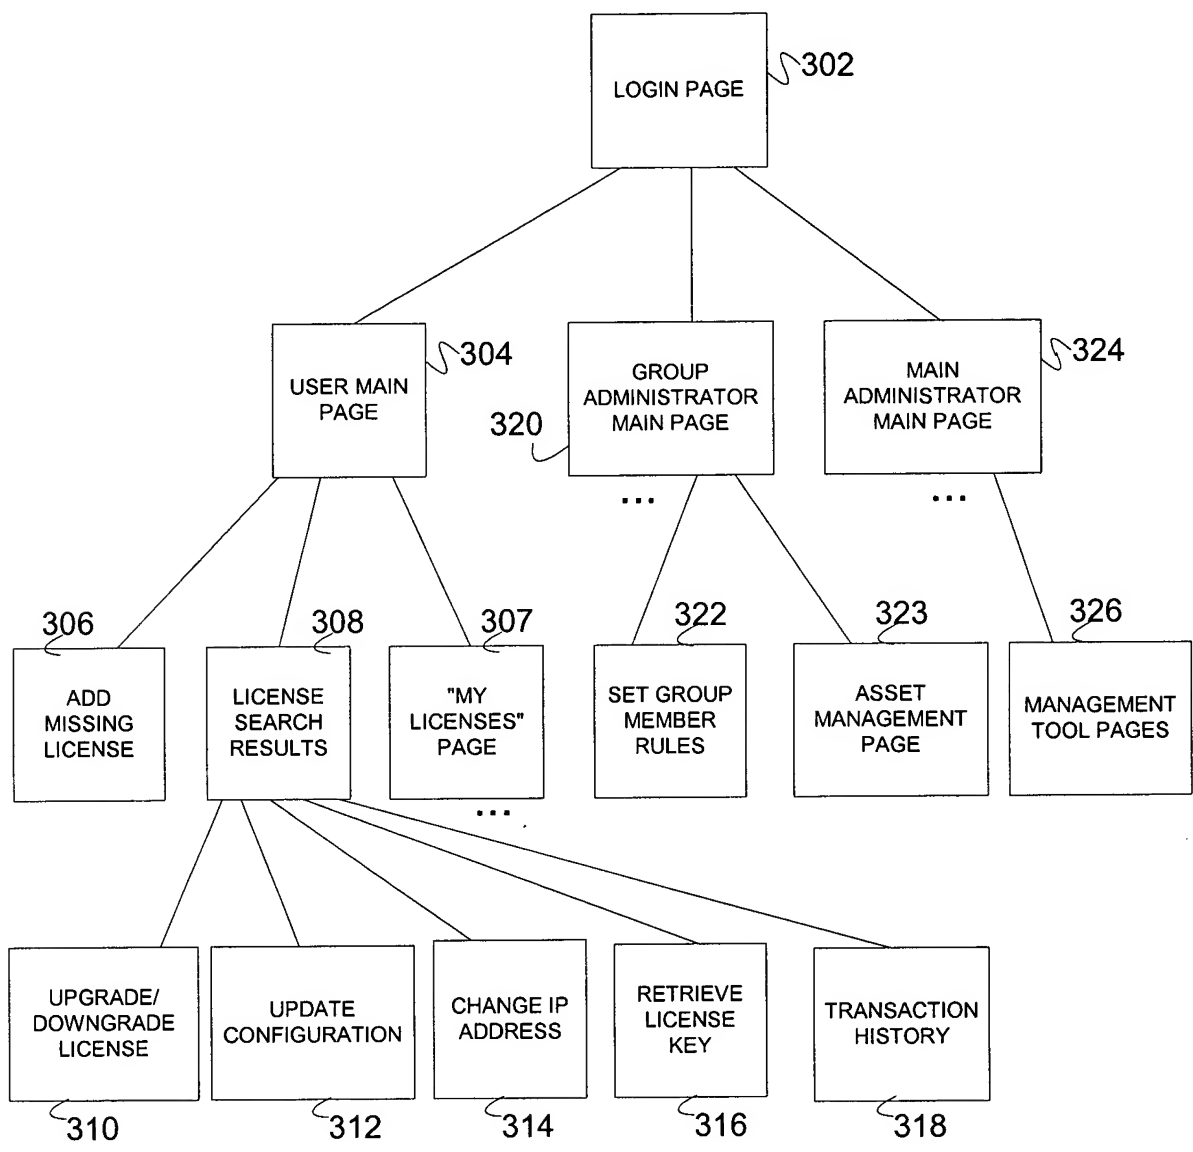 LOGIN PAGE
302
USER MAIN
PAGE
304
GROUP
ADMINISTRATOR
MAIN PAGE
320
MAIN
ADMINISTRATOR
MAIN PAGE
324
...
...
306
ADD
MISSING
LICENSE
308
LICENSE
SEARCH
RESULTS
307
"MY
LICENSES"
PAGE
...
322
SET GROUP
MEMBER
RULES
323
ASSET
MANAGEMENT
PAGE
326
MANAGEMENT
TOOL PAGES
UPGRADE/
DOWNGRADE
LICENSE
310
UPDATE
CONFIGURATION
312
CHANGE IP
ADDRESS
314
RETRIEVE
LICENSE
KEY
316
TRANSACTION
HISTORY
318